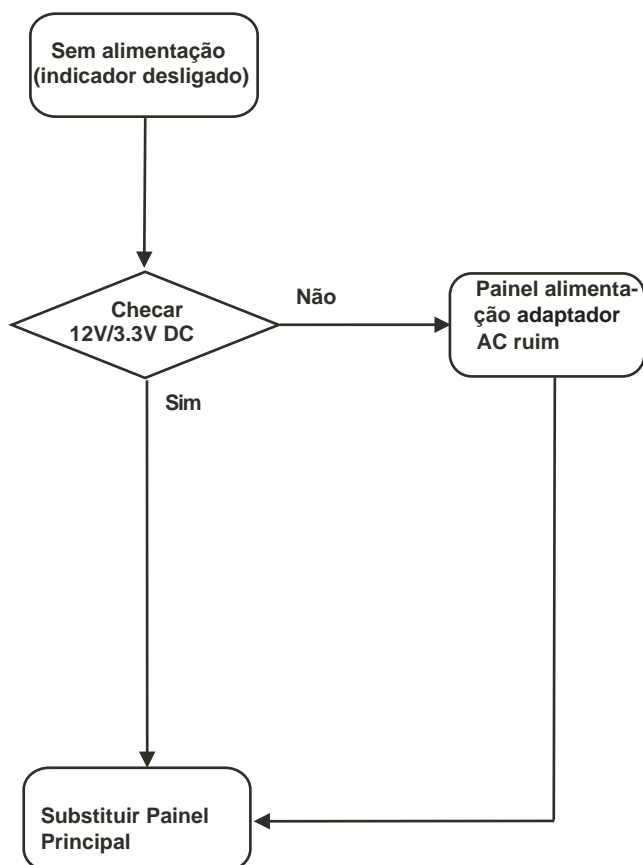 Sem alimentação
(indicador desligado)
Checar
12V/3.3V DC
Não
Painel alimenta-
ção adaptador
AC ruim
Sim
Substituir Painel
Principal